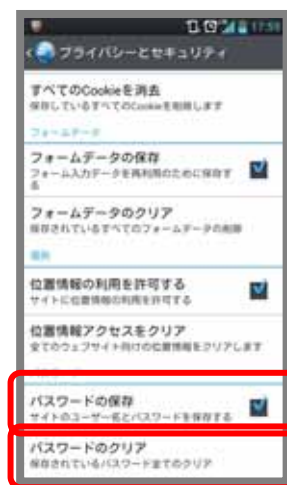 17:51
プライバシーとセキュリティ
すべてのCookieを消去
保存しているすべてのCookieを削除します
フォームデータ
フォームデータの保存
フォーム入力データを再利用のために保存す
る
フォームデータのクリア
保存されているすべてのフォームデータの削除
位置情報の利用を許可する
サイトに位置情報の利用を許可する
位置情報アクセスをクリア
全てのウェブサイト向けの位置情報をクリアします
パスワードの保存
サイトのユーザー名とパスワードを保存する
パスワードのクリア
保存されているパスワード全てのクリア